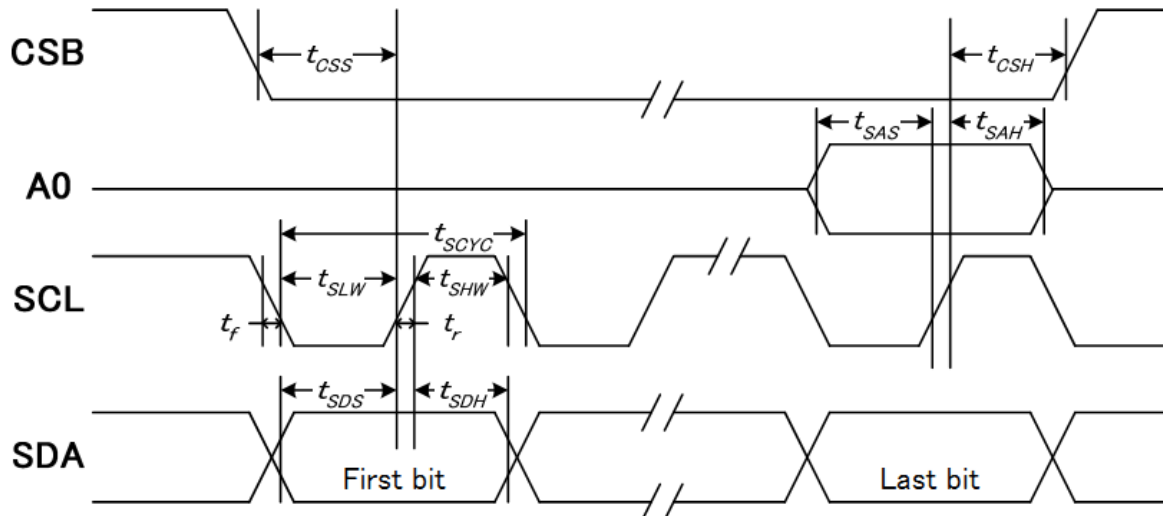 CSB
tCSS
tCSH
tSAS
tSAH
A0
tSCYC
SCL
tSLW
tSHW
tf
tr
tSDS
tSDH
SDA
First bit
Last bit